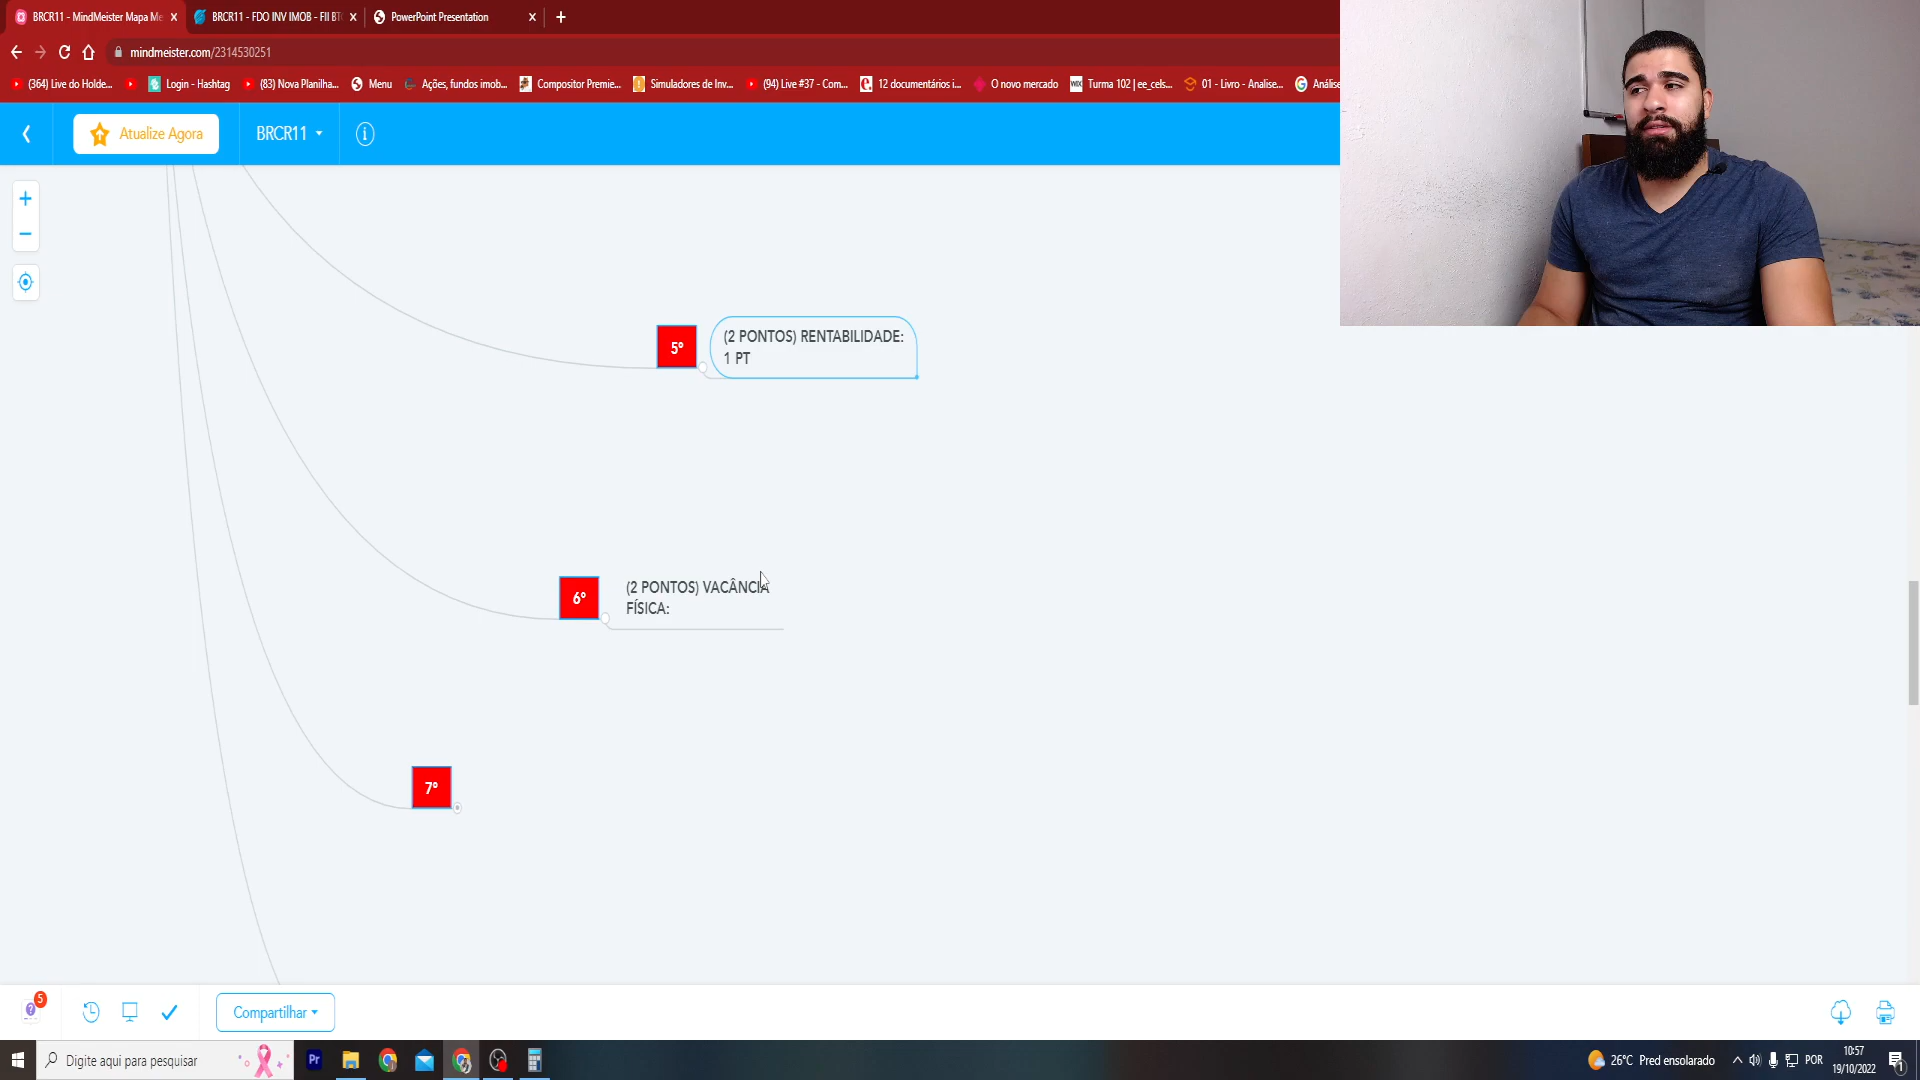 BRCR11 - MindMeister Mapa Me
BRCR11 - FDO INV IMOB - FII BTC
PowerPoint Presentation
mindmeister.com/2314530251
(364) Live do Holde...
Login - Hashtag
(83) Nova Planilha...
Menu
Ações, fundos imob...
Compositor Premie...
Simuladores de Inv...
(94) Live #37 - Com...
12 documentários i...
O novo mercado
WIX
Turma 102 | ee_cels...
01 - Livro - Analise...
Análise
Atualize Agora
BRCR11
5º
(2 PONTOS) RENTABILIDADE:
1 PT
6º
(2 PONTOS) VACÂNCIA
FÍSICA:
7º
5
Compartilhar
Digite aqui para pesquisar
Pr
26°C Pred ensolarado
POR
10:57
19/10/2022
1